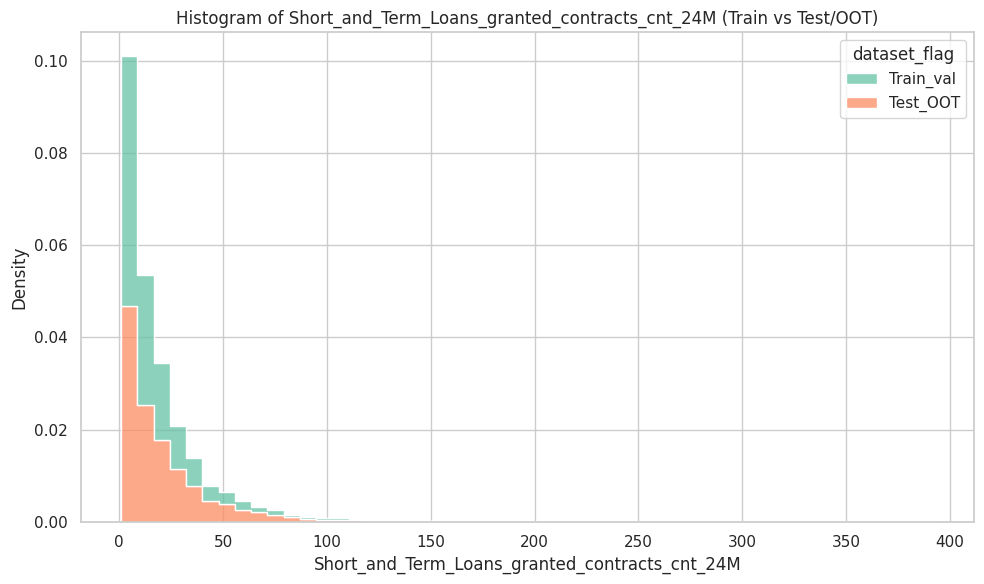 Histogram of Short_and_Term_Loans_granted_contracts_cnt_24M (Train vs Test/OOT)
dataset_flag
Train_val
Test_OOT
Density
0.10
0.08
0.06
0.04
0.02
0.00
0 50 100 150 200 250 300 350 400
Short_and_Term_Loans_granted_contracts_cnt_24M